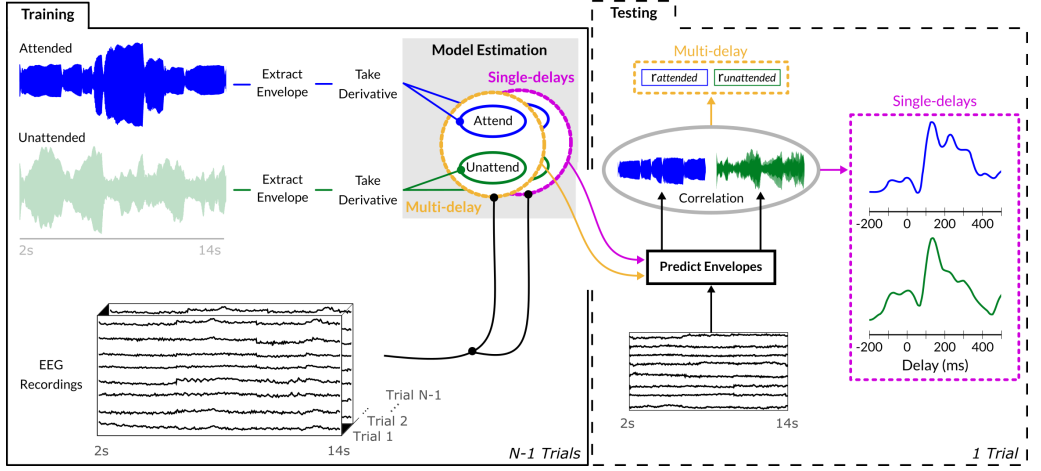 Training
Attended
Extract
Envelope
Take
Derivative
Unattended
Extract
Envelope
Take
Derivative
2s
14s
Model Estimation
Single-delays
Attend
Unattend
Multi-delay
EEG
Recordings
Trial N-1
Trial 2
Trial 1
2s
14s
N-1 Trials
Testing
Multi-delay
rattended
runattended
Correlation
Predict Envelopes
2s
14s
Single-delays
-200 0 200 400
-200 0 200 400
Delay (ms)
1 Trial